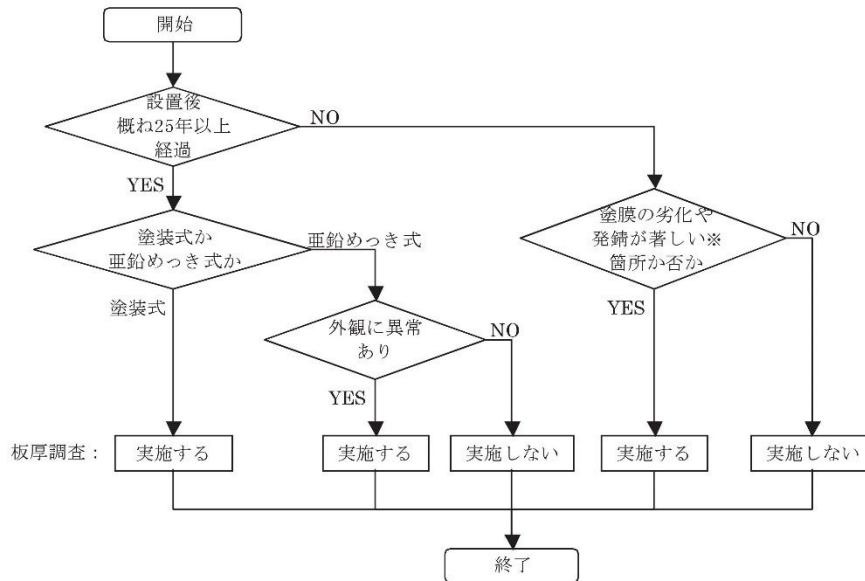 開始
設置後
概ね25年以上
経過
NO
YES
塗装式か
亜鉛めっき式か
亜鉛めっき式
塗膜の劣化や
発錆が著しい※
箇所か否か
NO
塗装式
YES
外観に異常
あり
NO
YES
板厚調査：
実施する
実施する
実施しない
実施する
実施しない
終了